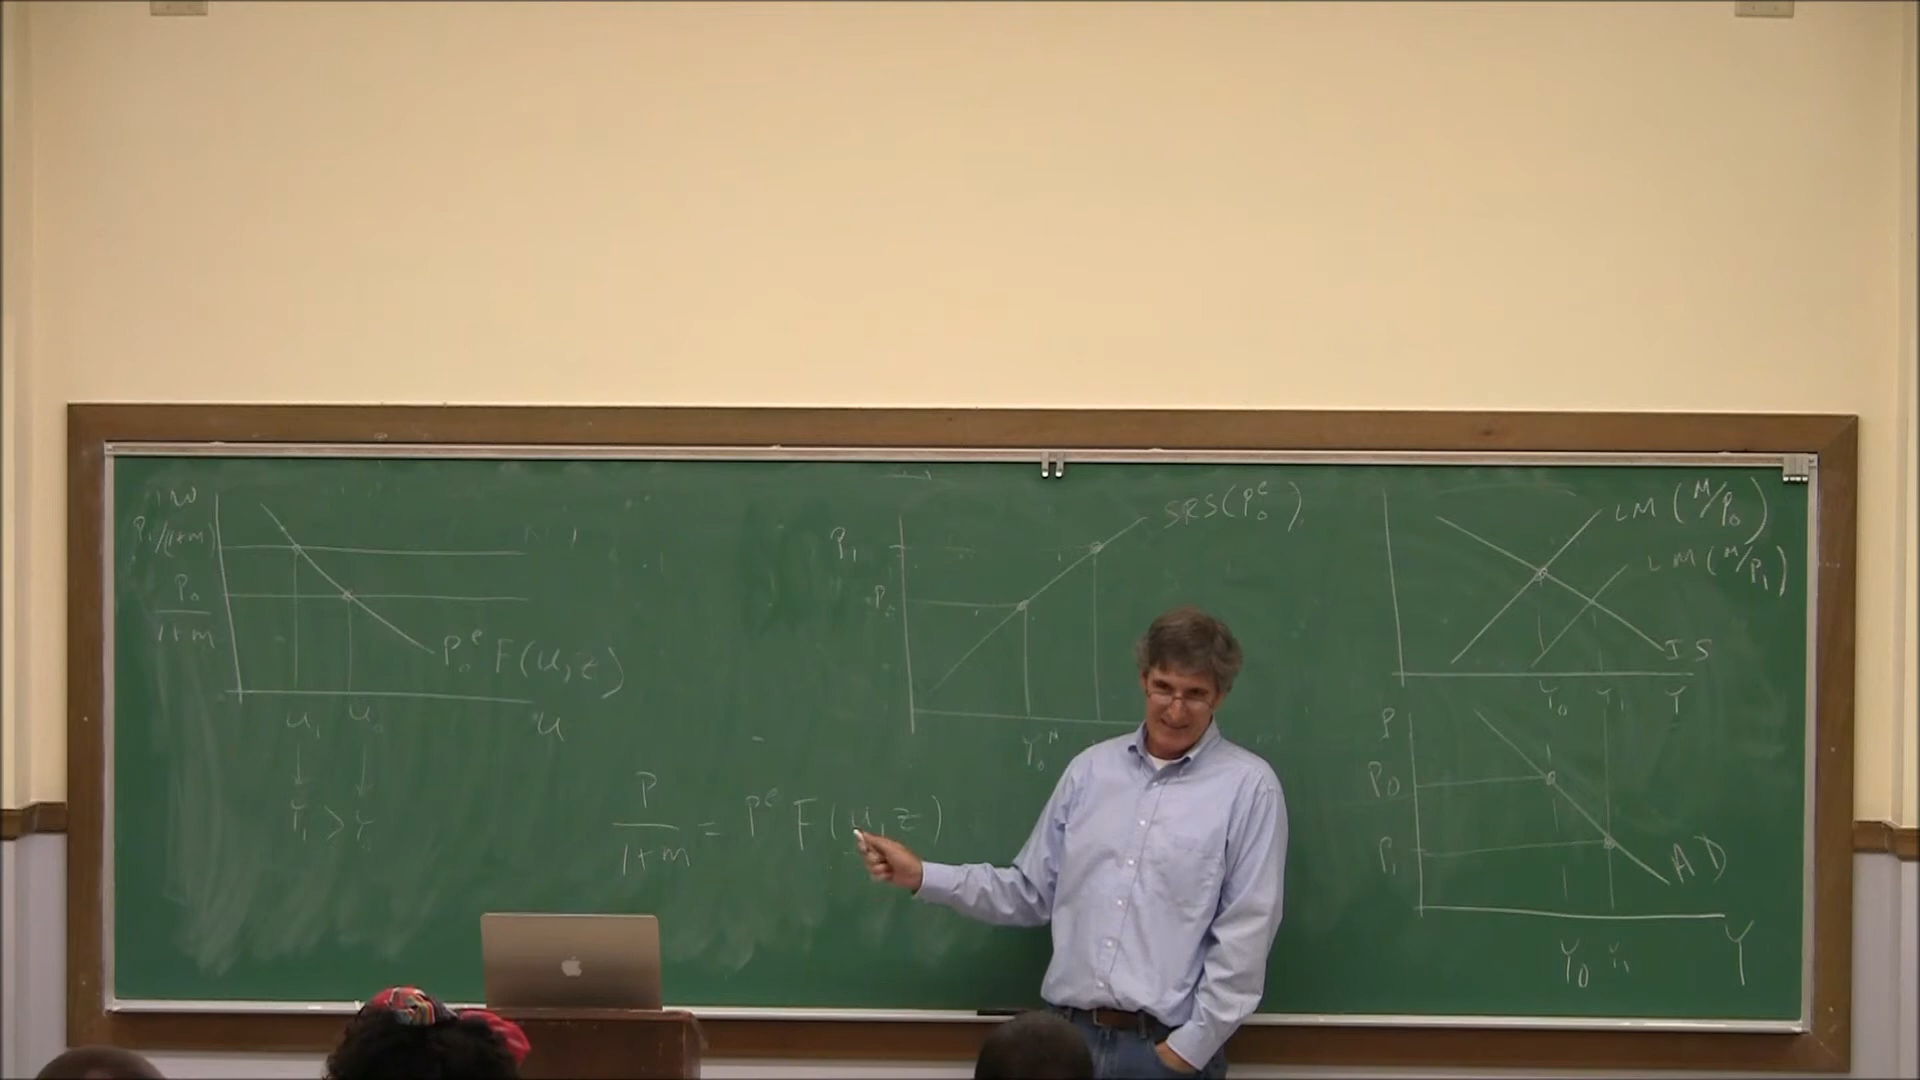 W
P₁/(1+m)
P₀
1+m
P₀ᵉ F(u,z)
u₁ u₀ u
Y₁ > Y₀
P/(1+m) = Pᵉ F(u,z)
SRS(P₀ᵉ)
P₁
P₀
Y₀ᴺ
LM (M/P₀)
LM (M/P₁)
IS
Y₀ Y₁ Y
P
P₀
P₁
AD
Y₀ Y₁ Y